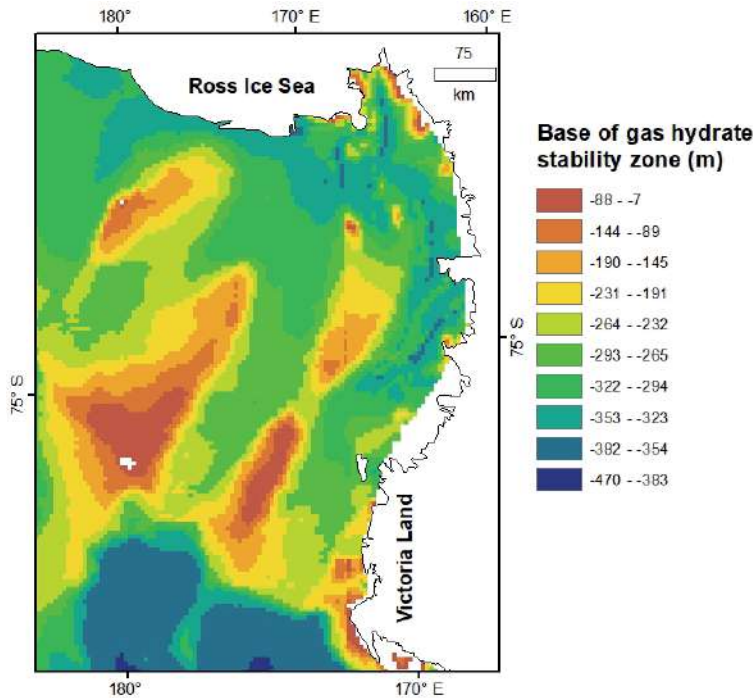 180°
170° E
160° E
75
km
Ross Ice Sea
75° S
75° S
Victoria Land
180°
170° E
Base of gas hydrate
stability zone (m)
-88 - -7
-144 - -89
-190 - -145
-231 - -191
-264 - -232
-293 - -265
-322 - -294
-353 - -323
-382 - -354
-470 - -383